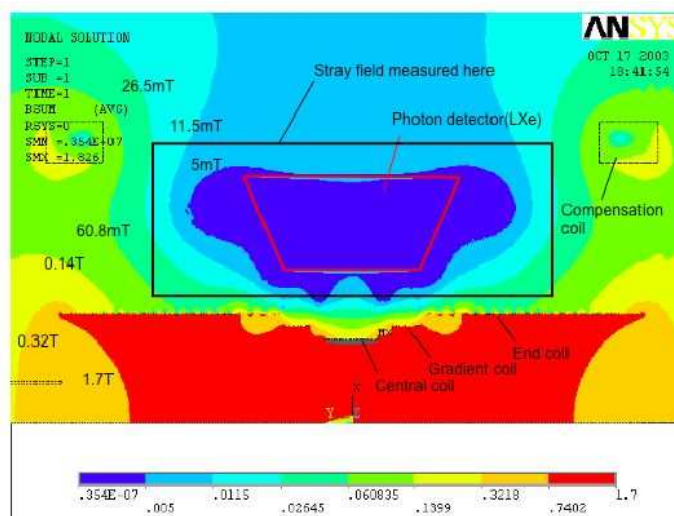 NODAL SOLUTION
STEP=1
SUB =1
TIME=1
BSUM (AVG)
RSYS=0
SMN =.354E-07
SMX =1.826
ANSYS
OCT 17 2003
18:41:54
26.5mT
Stray field measured here
11.5mT
Photon detector(LXe)
5mT
Compensation
coil
60.8mT
0.14T
0.32T
End coil
Gradient coil
Central coil
1.7T
X
Y
Z
.354E-07
.005
.0115
.02645
.060835
.1399
.3218
.7402
1.7